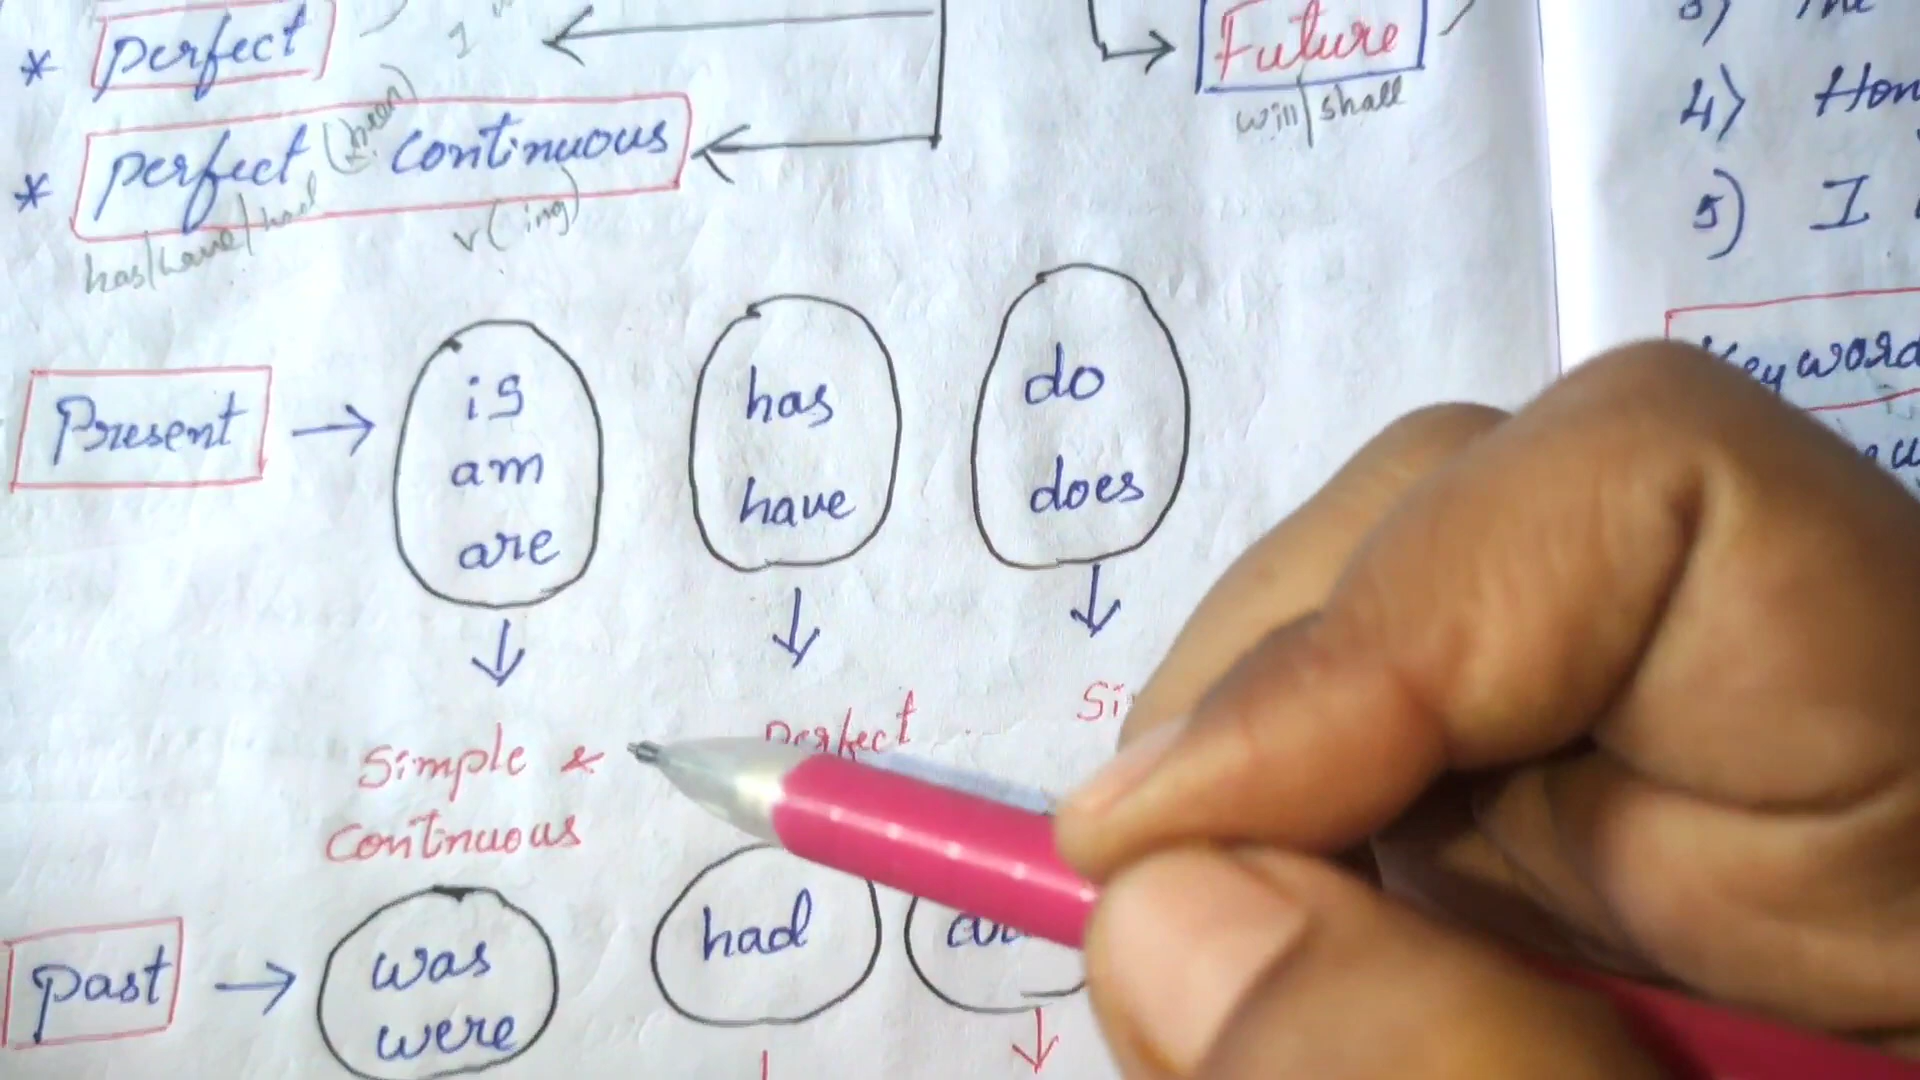 * perfect
Future
will/shall
* perfect (been) continuous
has/have/had
v(ing)
4) Hon
5) I
Present → is am are
has have
do does
Simple &
Continuous
perfect
Past → was were
had